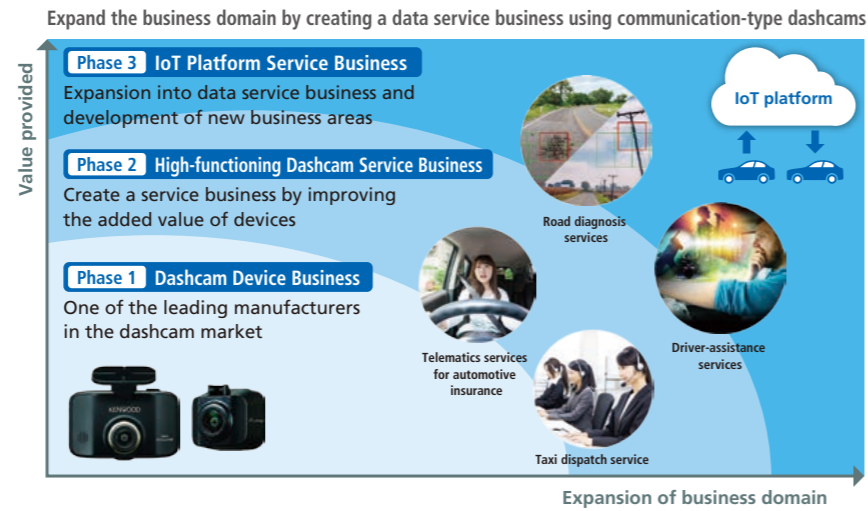 Expand the business domain by creating a data service business using communication-type dashcams
Value provided
Phase 3 IoT Platform Service Business
Expansion into data service business and
development of new business areas
IoT platform
Phase 2 High-functioning Dashcam Service Business
Create a service business by improving
the added value of devices
Road diagnosis
services
Phase 1 Dashcam Device Business
One of the leading manufacturers
in the dashcam market
Telematics services
for automotive
insurance
Driver-assistance
services
KENWOOD
Taxi dispatch service
Expansion of business domain